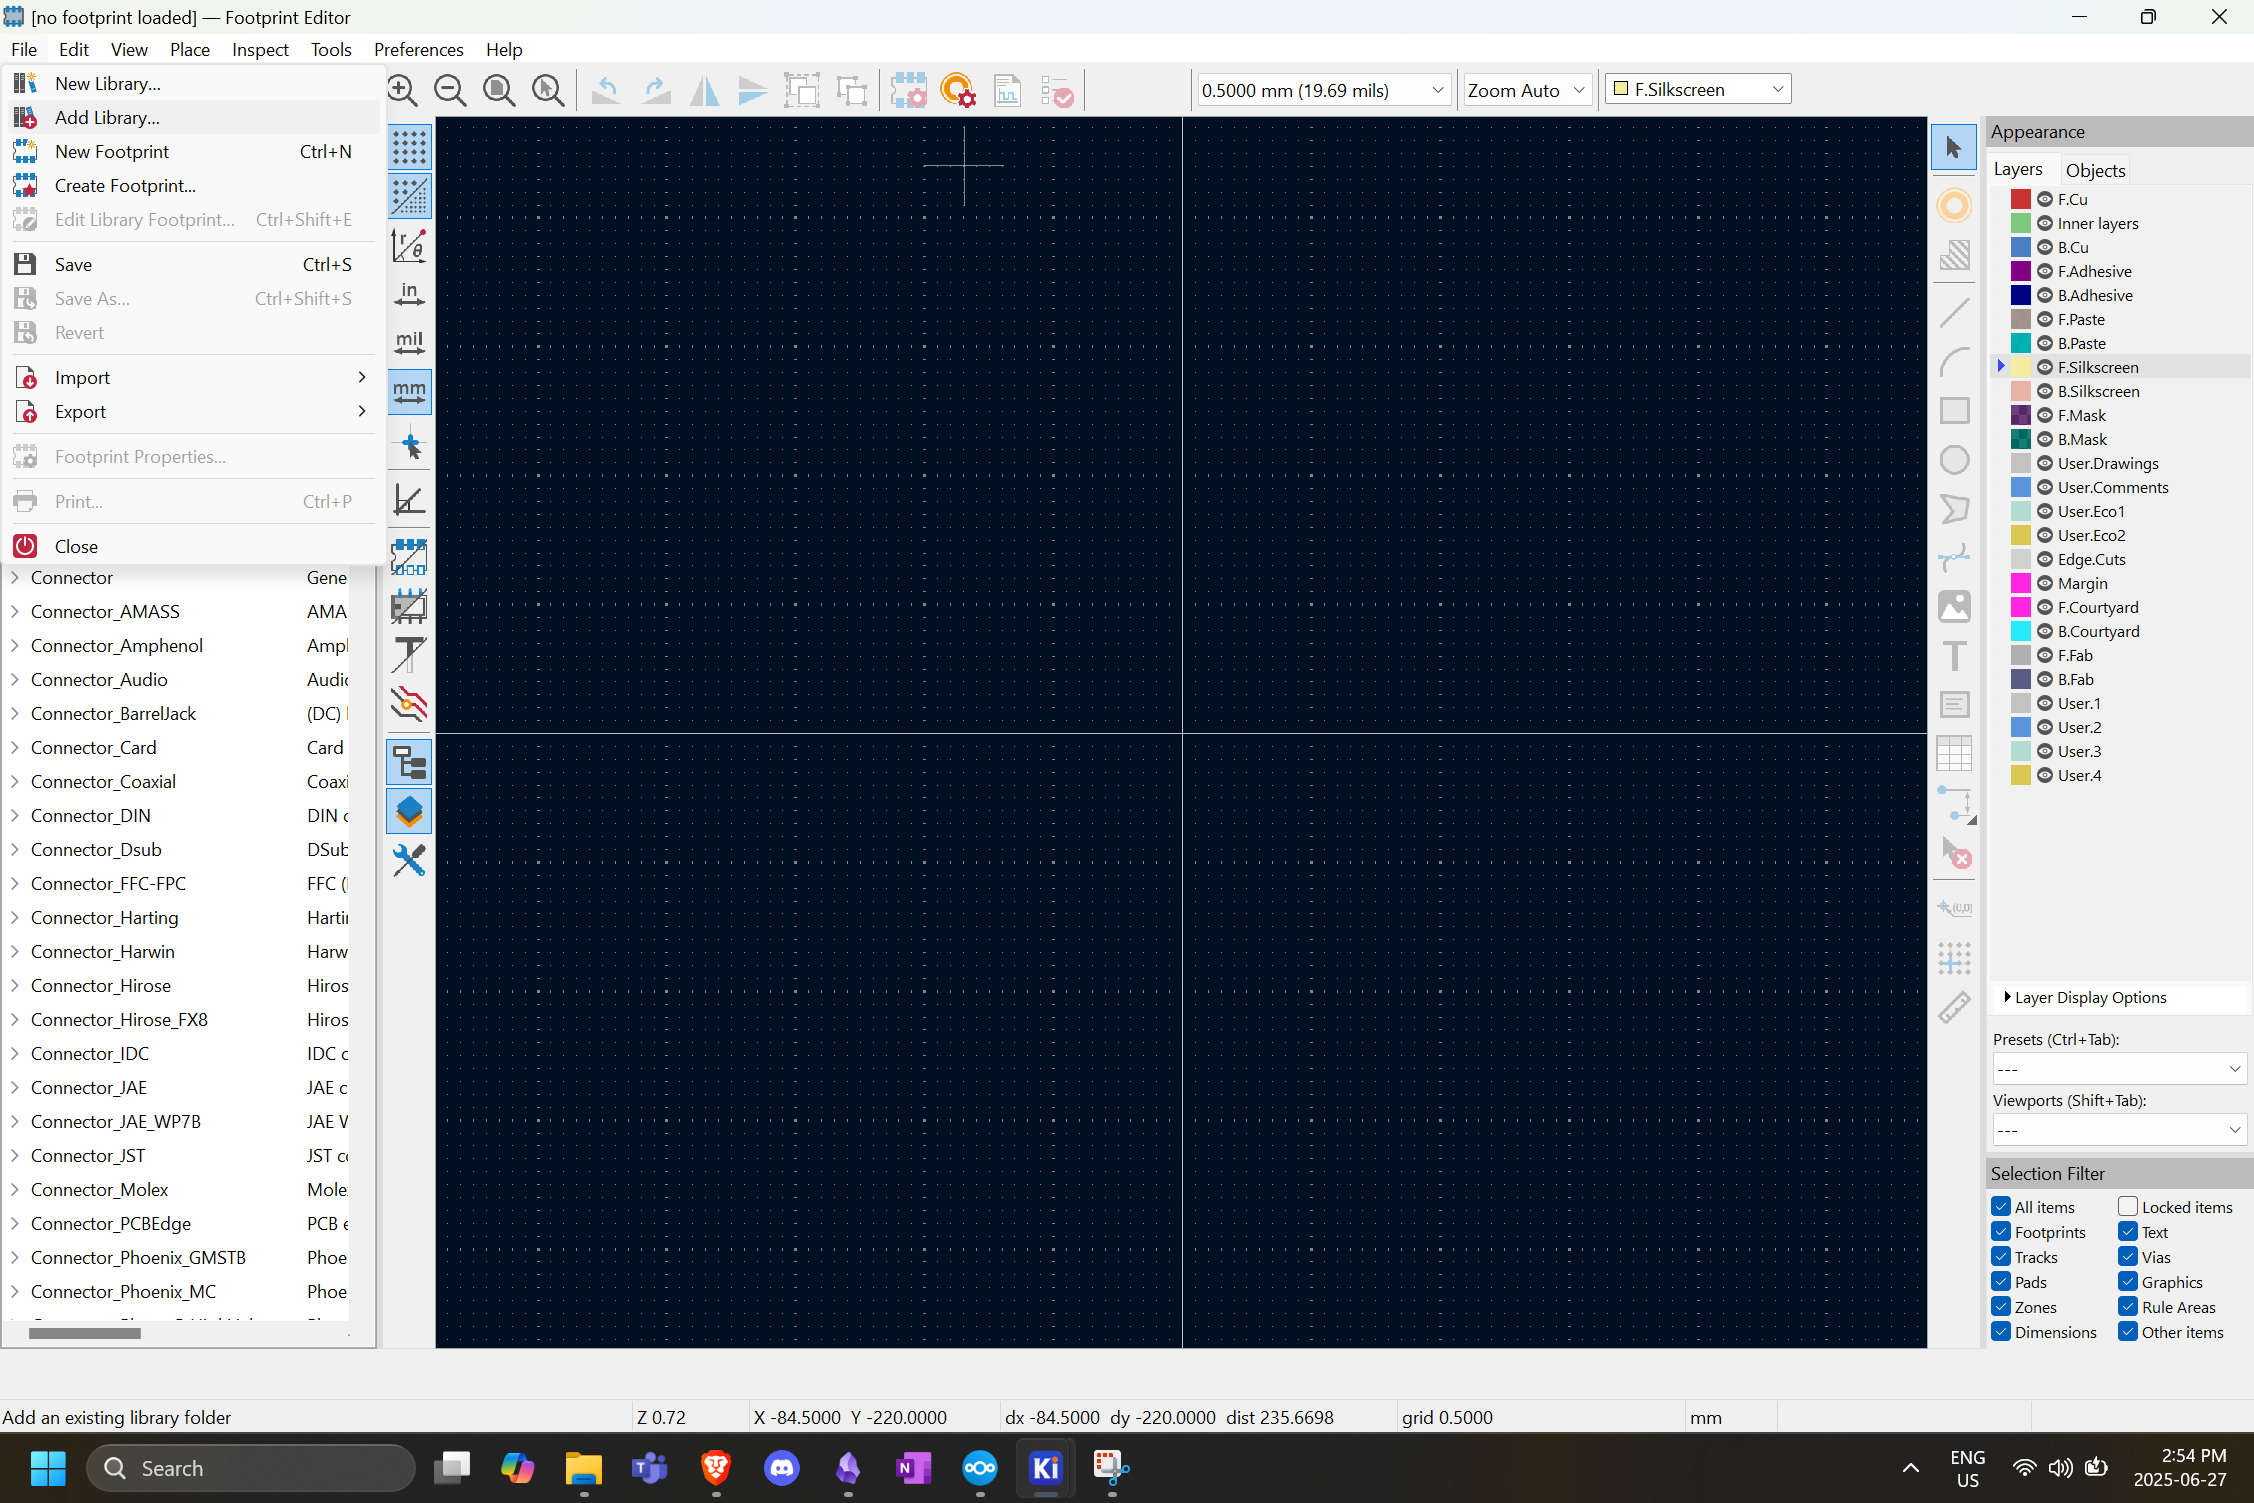 [no footprint loaded] — Footprint Editor
File Edit View Place Inspect Tools Preferences Help
New Library...
Add Library...
New Footprint Ctrl+N
Create Footprint...
Edit Library Footprint... Ctrl+Shift+E
Save Ctrl+S
Save As... Ctrl+Shift+S
Revert
Import
Export
Footprint Properties...
Print... Ctrl+P
Close
0.5000 mm (19.69 mils) Zoom Auto F.Silkscreen
r θ
in
mil
mm
Connector Gene
Connector_AMASS AMA
Connector_Amphenol Amp
Connector_Audio Audi
Connector_BarrelJack (DC)
Connector_Card Card
Connector_Coaxial Coaxi
Connector_DIN DIN c
Connector_Dsub DSub
Connector_FFC-FPC FFC (
Connector_Harting Harti
Connector_Harwin Harw
Connector_Hirose Hiros
Connector_Hirose_FX8 Hiros
Connector_IDC IDC c
Connector_JAE JAE c
Connector_JAE_WP7B JAE
Connector_JST JST c
Connector_Molex Mole
Connector_PCBEdge PCB e
Connector_Phoenix_GMSTB Phoe
Connector_Phoenix_MC Phoe
T
(0,0)
Appearance
Layers Objects
F.Cu
Inner layers
B.Cu
F.Adhesive
B.Adhesive
F.Paste
B.Paste
F.Silkscreen
B.Silkscreen
F.Mask
B.Mask
User.Drawings
User.Comments
User.Eco1
User.Eco2
Edge.Cuts
Margin
F.Courtyard
B.Courtyard
F.Fab
B.Fab
User.1
User.2
User.3
User.4
Layer Display Options
Presets (Ctrl+Tab):
---
Viewports (Shift+Tab):
---
Selection Filter
All items Locked items
Footprints Text
Tracks Vias
Pads Graphics
Zones Rule Areas
Dimensions Other items
Add an existing library folder Z 0.72 X -84.5000 Y -220.0000 dx -84.5000 dy -220.0000 dist 235.6698 grid 0.5000 mm
Search
T
N
Ki
ENG
US
2:54 PM
2025-06-27